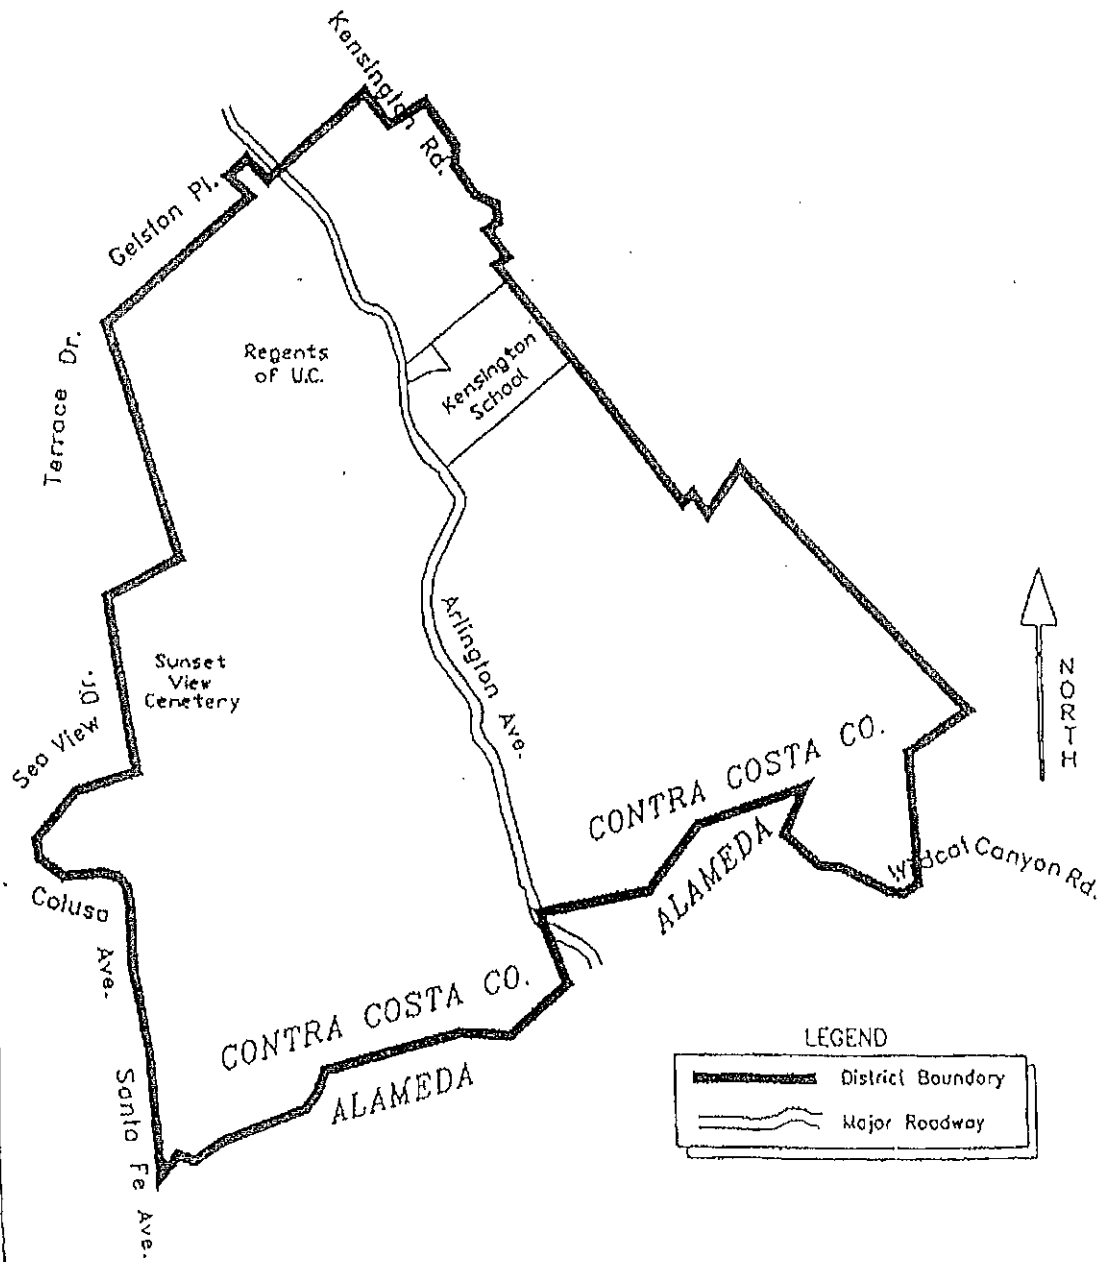 Kensington Rd.
Gelston Pl.
Terrace Dr.
Regents
of U.C.
Kensington
School
Arlington Ave.
Sunset
View
Cemetery
Sea View Dr.
NORTH
CONTRA COSTA CO.
ALAMEDA
Wildcat Canyon Rd.
Colusa Ave.
CONTRA COSTA CO.
ALAMEDA
Santa Fe Ave.
LEGEND
District Boundary
Major Roadway